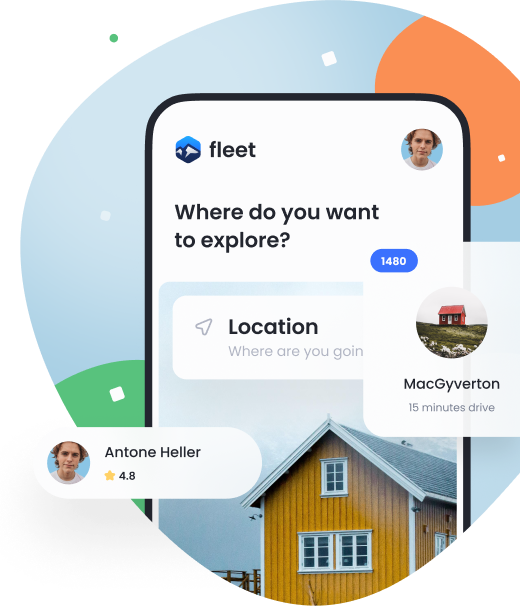 fleet
Where do you want
to explore?
1480
Location
Where are you goin
MacGyverton
15 minutes drive
Antone Heller
4.8